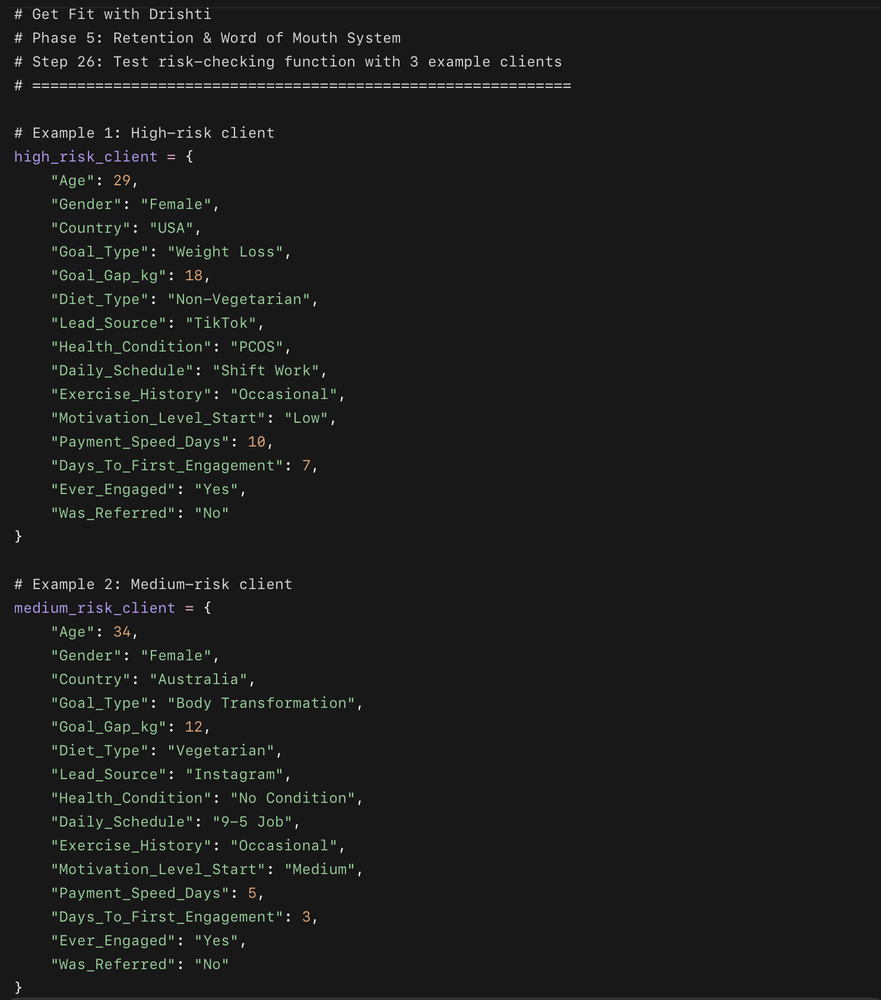 # Get Fit with Drishti
# Phase 5: Retention & Word of Mouth System
# Step 26: Test risk-checking function with 3 example clients
# ============================================================
# Example 1: High-risk client
high_risk_client = {
    "Age": 29,
    "Gender": "Female",
    "Country": "USA",
    "Goal_Type": "Weight Loss",
    "Goal_Gap_kg": 18,
    "Diet_Type": "Non-Vegetarian",
    "Lead_Source": "TikTok",
    "Health_Condition": "PCOS",
    "Daily_Schedule": "Shift Work",
    "Exercise_History": "Occasional",
    "Motivation_Level_Start": "Low",
    "Payment_Speed_Days": 10,
    "Days_To_First_Engagement": 7,
    "Ever_Engaged": "Yes",
    "Was_Referred": "No"
}
# Example 2: Medium-risk client
medium_risk_client = {
    "Age": 34,
    "Gender": "Female",
    "Country": "Australia",
    "Goal_Type": "Body Transformation",
    "Goal_Gap_kg": 12,
    "Diet_Type": "Vegetarian",
    "Lead_Source": "Instagram",
    "Health_Condition": "No Condition",
    "Daily_Schedule": "9-5 Job",
    "Exercise_History": "Occasional",
    "Motivation_Level_Start": "Medium",
    "Payment_Speed_Days": 5,
    "Days_To_First_Engagement": 3,
    "Ever_Engaged": "Yes",
    "Was_Referred": "No"
}